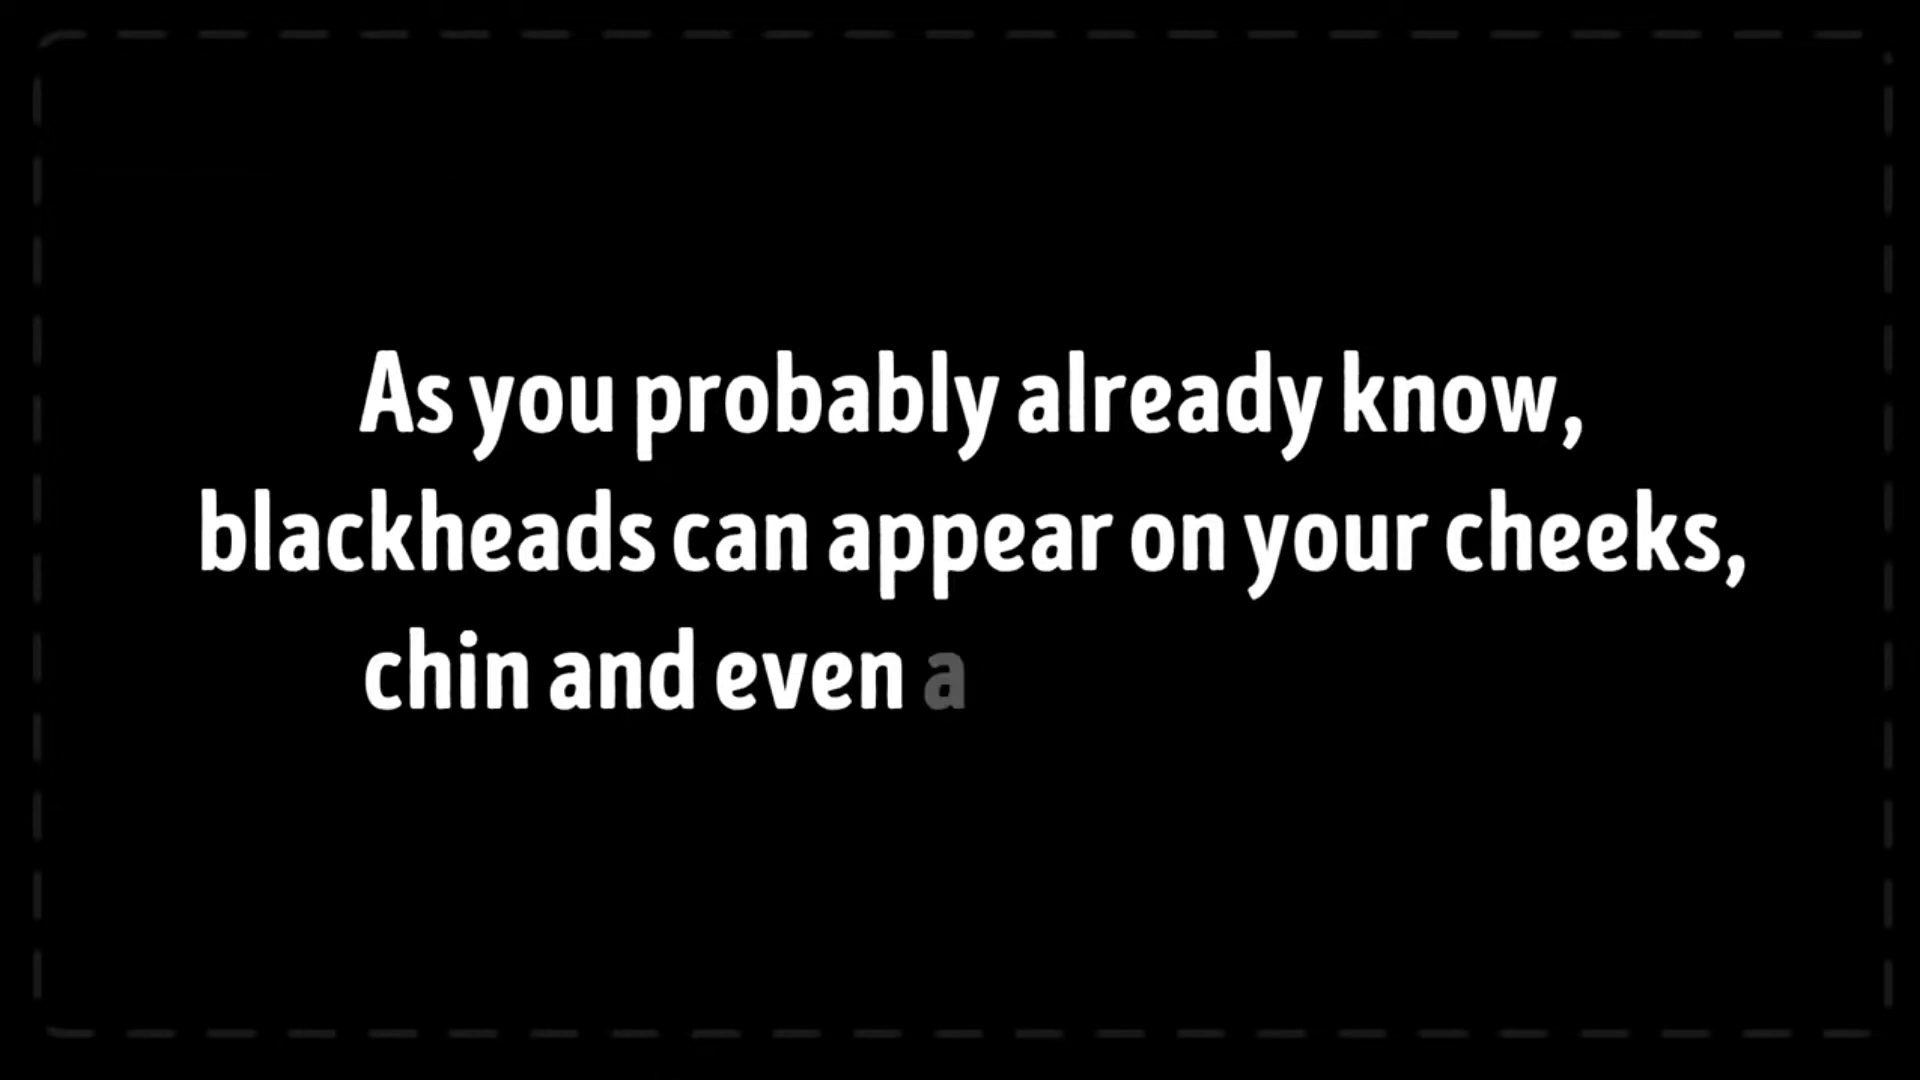 As you probably already know,
blackheads can appear on your cheeks,
chin and even a